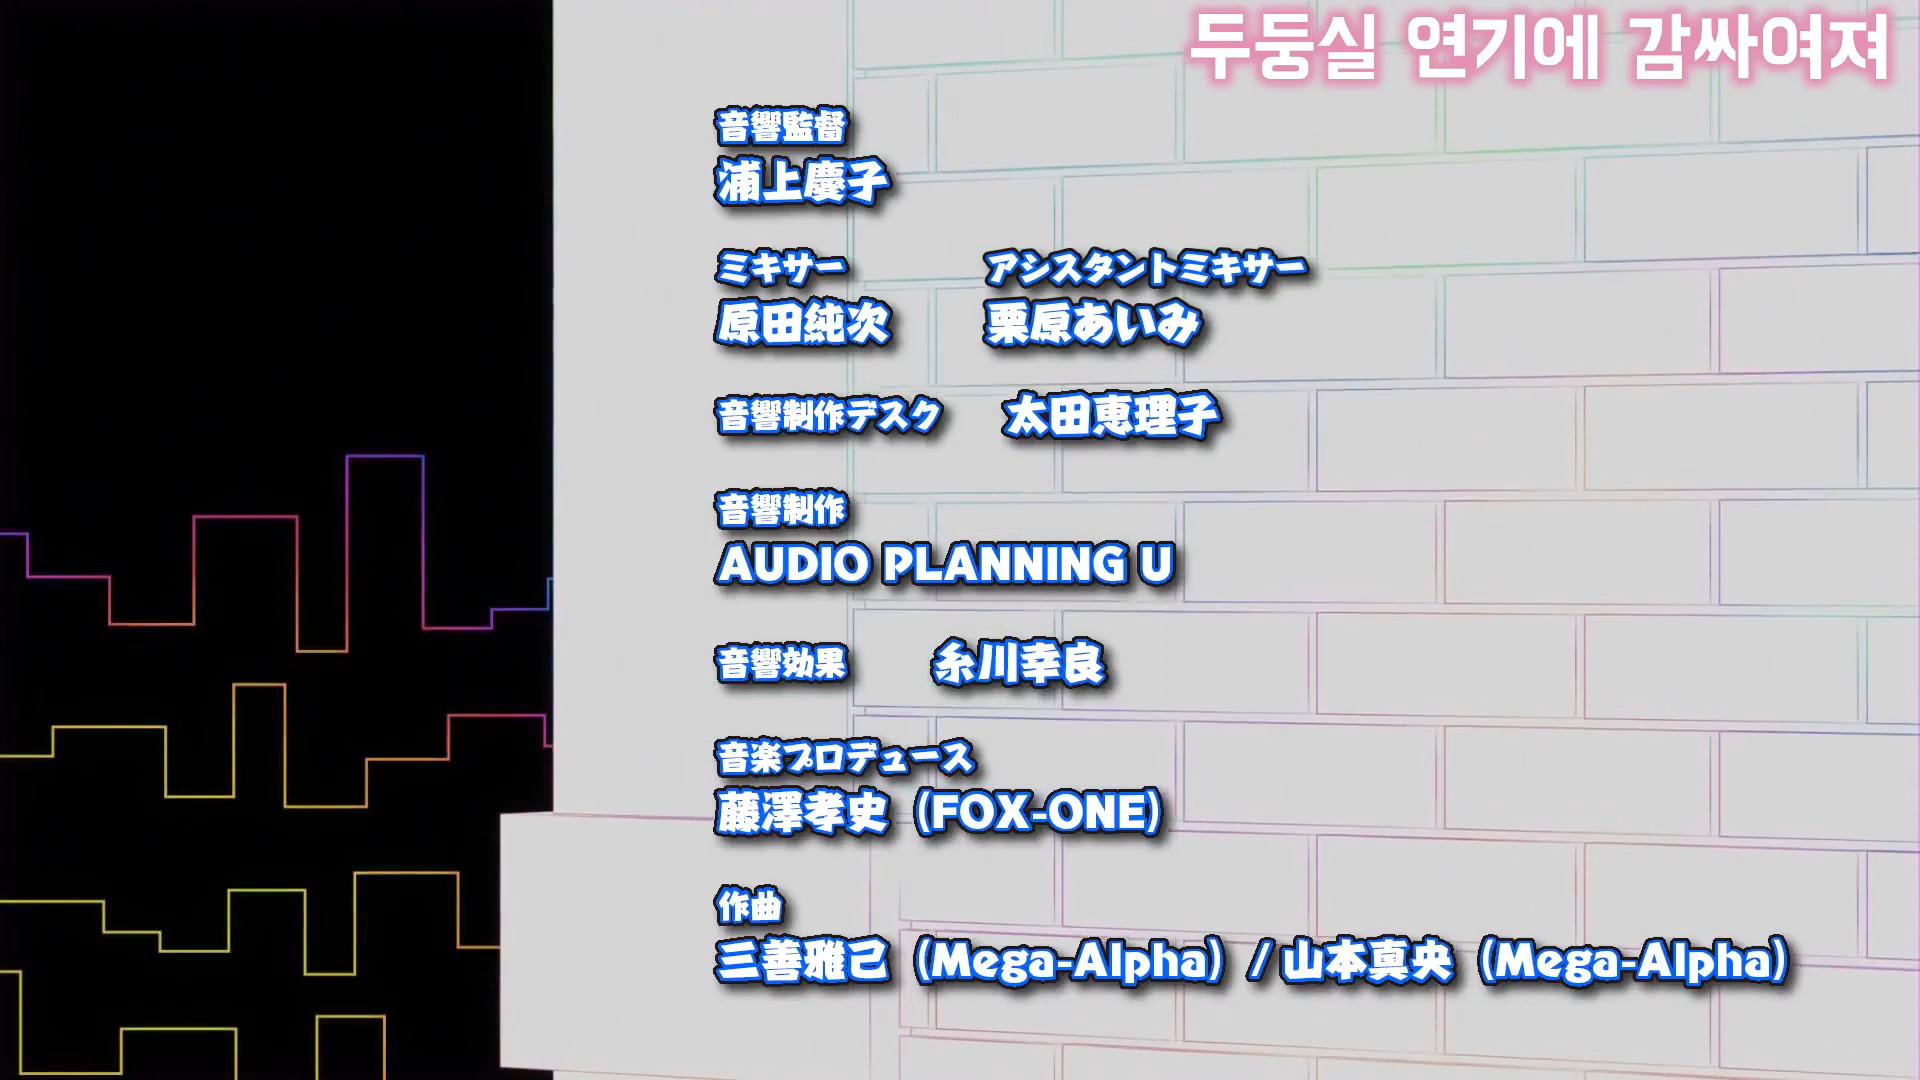 두둥실 연기에 감싸여져
音響監督
浦上慶子
ミキサー アシスタントミキサー
原田純次 栗原あいみ
音響制作デスク 太田恵理子
音響制作
AUDIO PLANNING U
音響効果 糸川幸良
音楽プロデュース
藤澤孝史（FOX-ONE）
作曲
三善雅己（Mega-Alpha）/ 山本真央（Mega-Alpha）